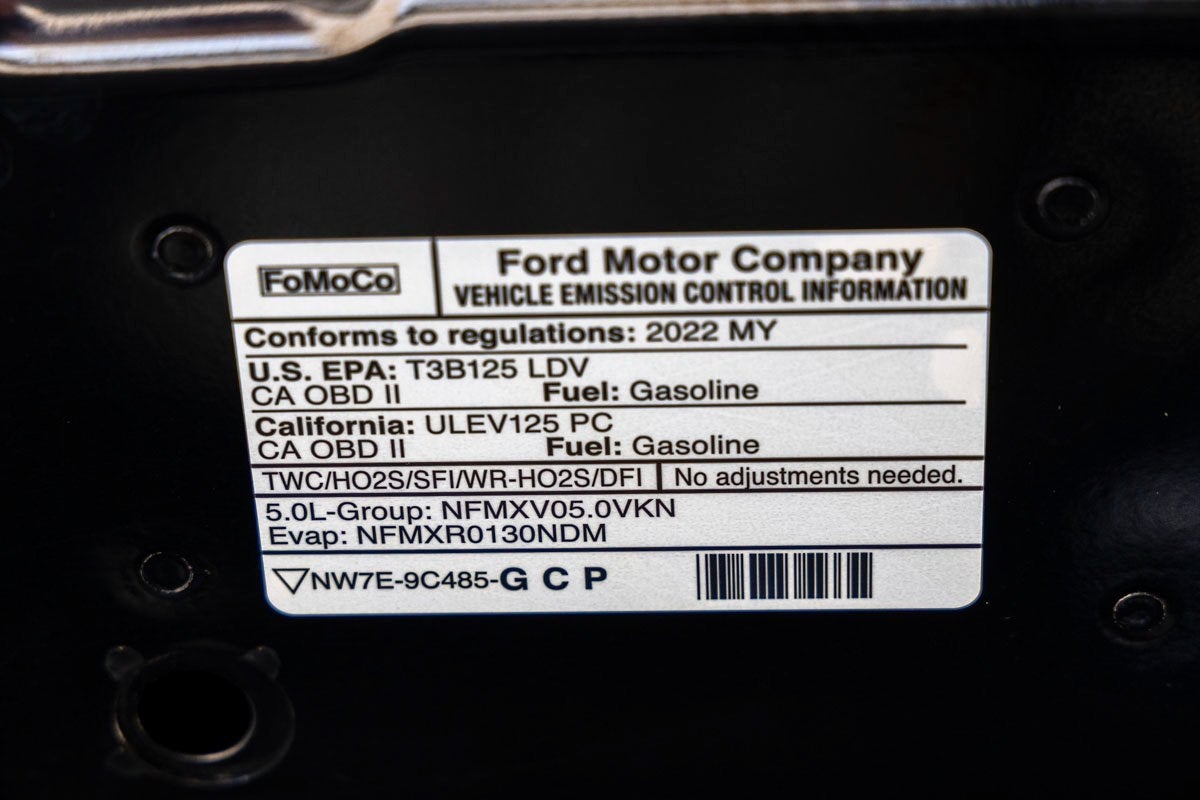 FoMoCo
Ford Motor Company
VEHICLE EMISSION CONTROL INFORMATION
Conforms to regulations: 2022 MY
U.S. EPA: T3B125 LDV
CA OBD II Fuel: Gasoline
California: ULEV125 PC
CA OBD II Fuel: Gasoline
TWC/HO2S/SFI/WR-HO2S/DFI No adjustments needed.
5.0L-Group: NFMXV05.0VKN
Evap: NFMXR0130NDM
▽NW7E-9C485-G C P